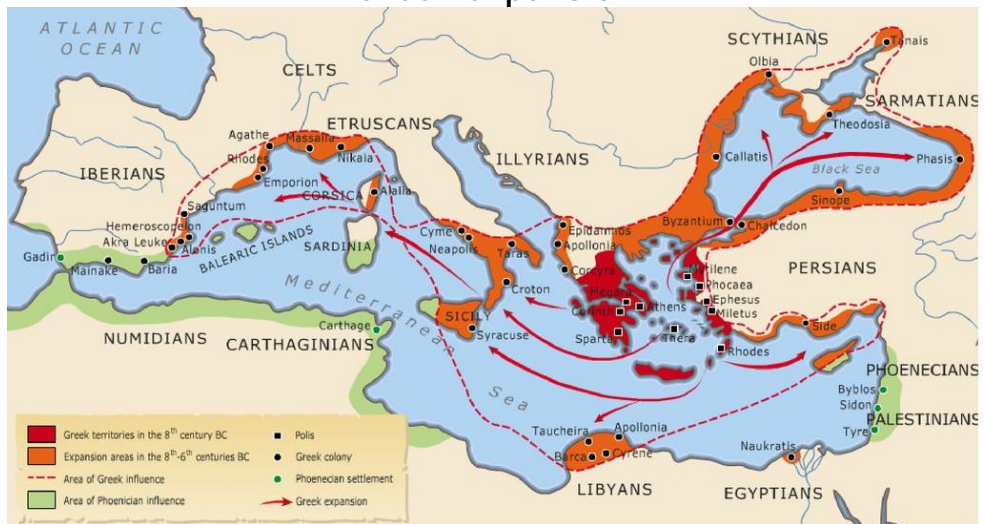 ATLANTIC
OCEAN
SCYTHIANS
Tanais
Olbia
CELTS
SARMATIANS
Theodosia
ETRUSCANS
Agathe
Massalia
Nikaia
Rhodes
Emporion
ILLYRIANS
Callatis
Phasis
Black Sea
IBERIANS
CORSICA
Alalia
Sinope
Saguntum
Hemeroscopeion
Akra Leuke
Alonis
BALEARIC ISLANDS
SARDINIA
Cyme
Neapolis
Taras
Epidamnos
Apollonia
Byzantium
Chalcedon
Gadir
Mainake
Baria
Corcyra
Croton
Mytilene
PERSIANS
Phocaea
Megara
Athens
Ephesus
Corinth
Miletus
Mediterranean
Sea
SICILY
Syracuse
Sparta
Thera
Rhodes
Side
NUMIDIANS
Carthage
CARTHAGINIANS
PHOENECIANS
Byblos
Sidon
PALESTINIANS
Tyre
Taucheira
Apollonia
Barca
Cyrene
Naukratis
LIBYANS
EGYPTIANS
Greek territories in the 8th century BC
Expansion areas in the 8th-6th centuries BC
Area of Greek influence
Area of Phoenician influence
Polis
Greek colony
Phoenecian settlement
Greek expansion